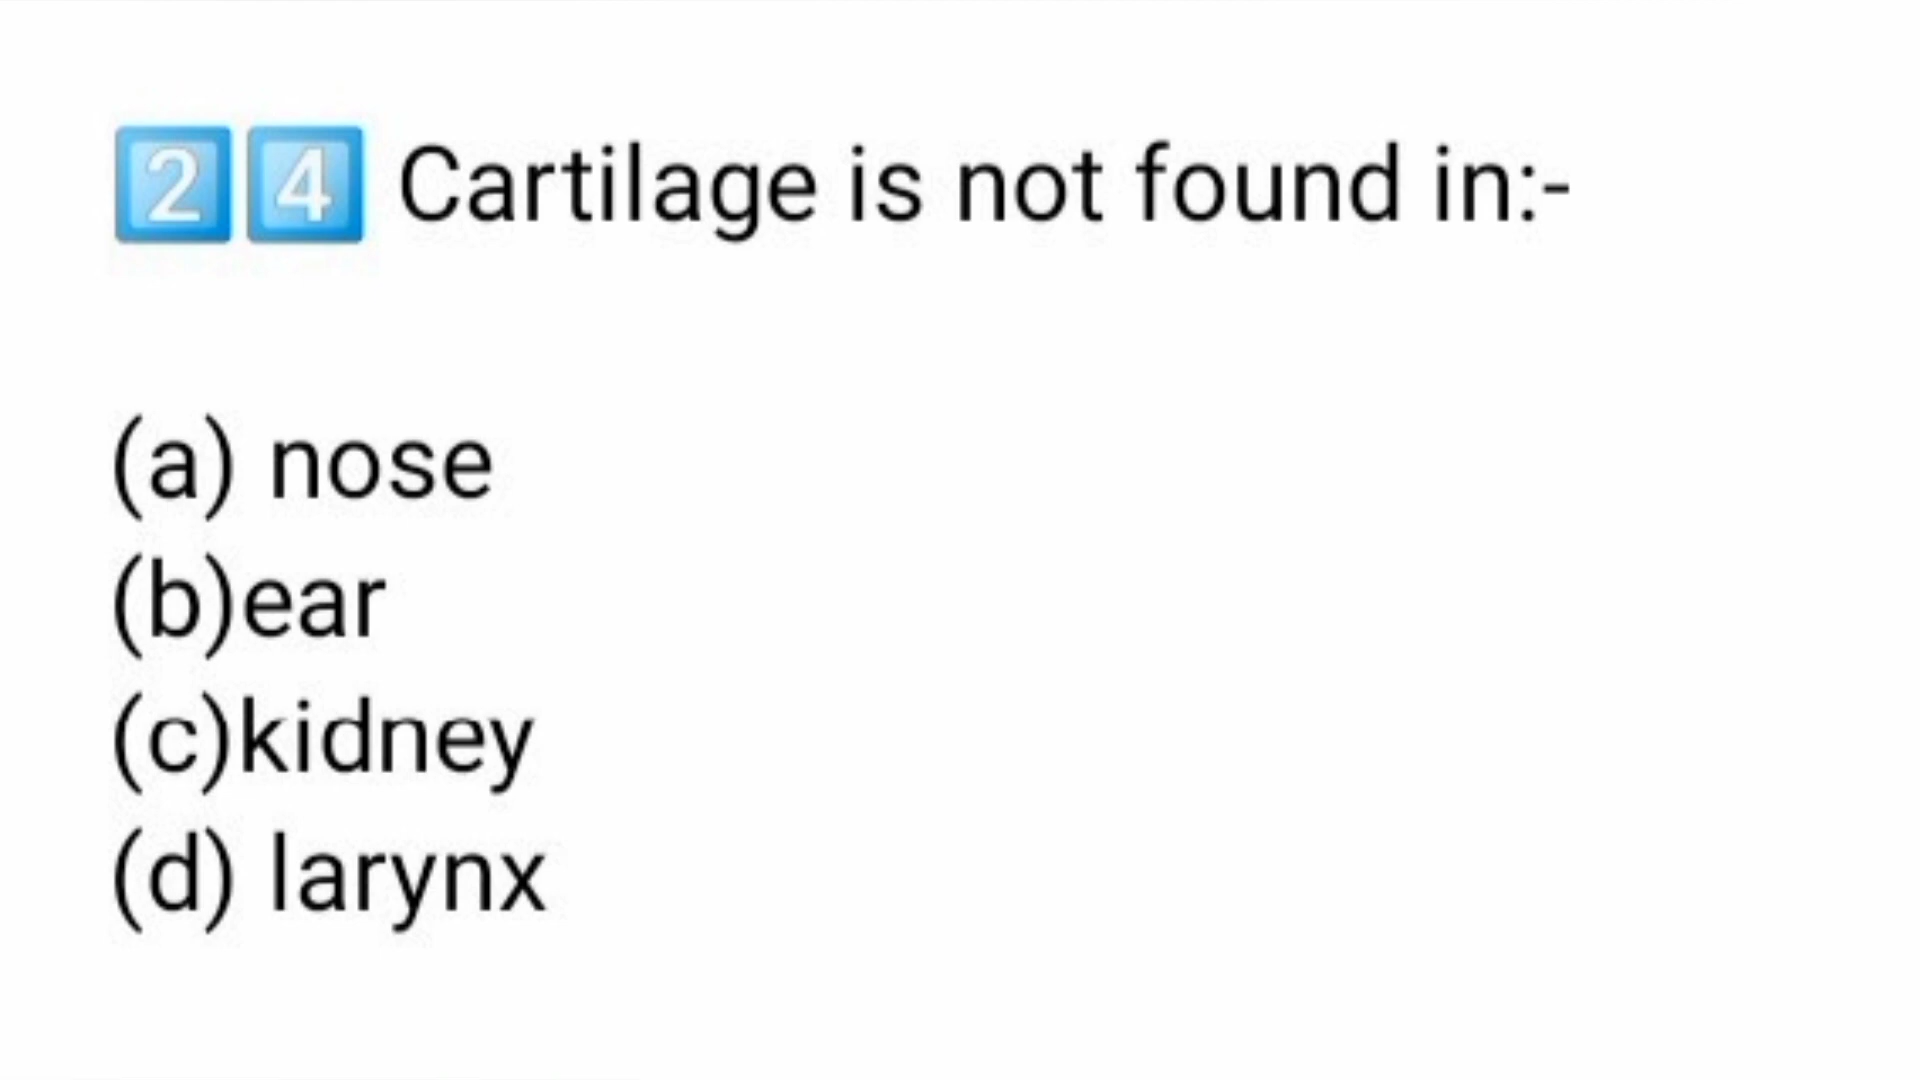 2️⃣4️⃣ Cartilage is not found in:-
(a) nose
(b)ear
(c)kidney
(d) larynx